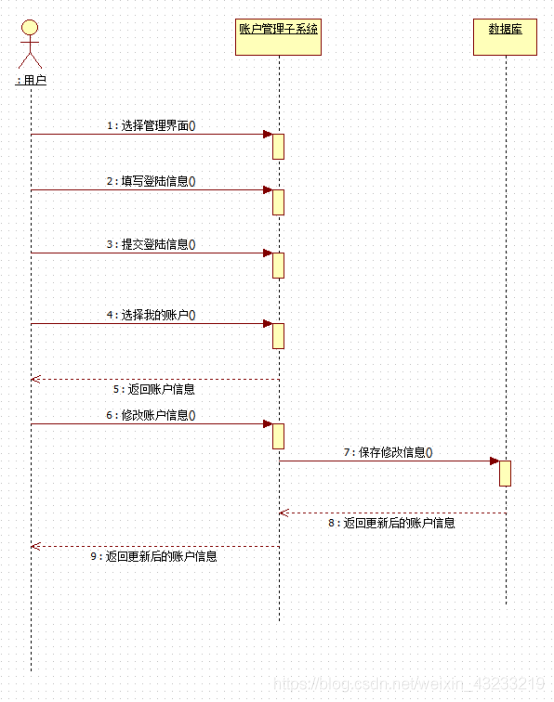 账户管理子系统
数据库
:用户
1:选择管理界面()
2:填写登陆信息()
3:提交登陆信息()
4:选择我的账户()
5:返回账户信息
6:修改账户信息()
7:保存修改信息()
8:返回更新后的账户信息
9:返回更新后的账户信息
https://blog.csdn.net/weixin_43233219